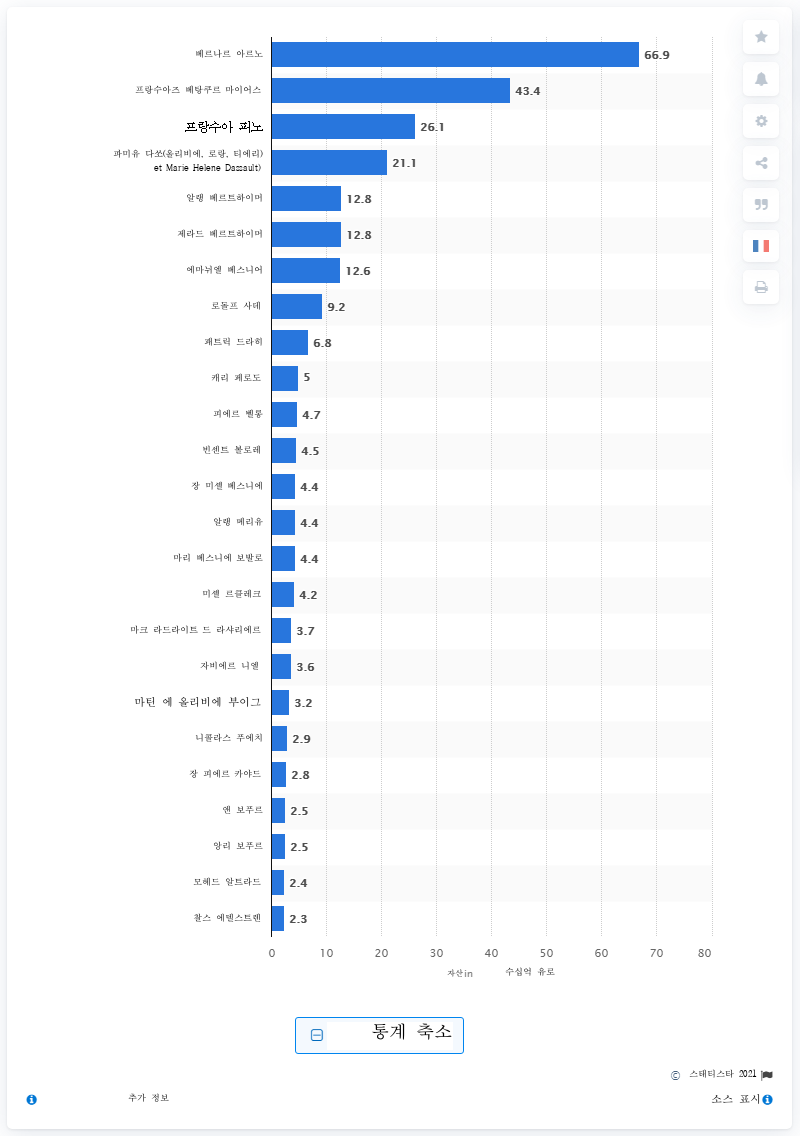 베르나르 아르노
66.9
프랑수아즈 베탕쿠르 마이어스
43.4
프랑수아 피노
26.1
파미유 다쏘(올리비에, 로랑, 티에리)
et Marie Helene Dassault)
21.1
알랭 베르트하이머
12.8
제라드 베르트하이머
12.8
에마뉘엘 베스니어
12.6
로돌프 사데
9.2
패트릭 드라히
6.8
캐리 페로도
5
피에르 벨롱
4.7
빈센트 볼로레
4.5
장 미셸 베스니에
4.4
알랭 메리유
4.4
마리 베스니에 보발로
4.4
미셸 르클레크
4.2
마크 라드라이트 드 라샤리에르
3.7
자비에르 니엘
3.6
마틴 에 올리비에 부이그
3.2
니콜라스 푸에치
2.9
장 피에르 카야드
2.8
앤 보푸르
2.5
앙리 보푸르
2.5
모헤드 알트라드
2.4
찰스 에델스트렌
2.3
0 10 20 30 40 50 60 70 80
자산in 수십억 유로
통계 축소
© 스태티스타 2021
추가 정보
소스 표시